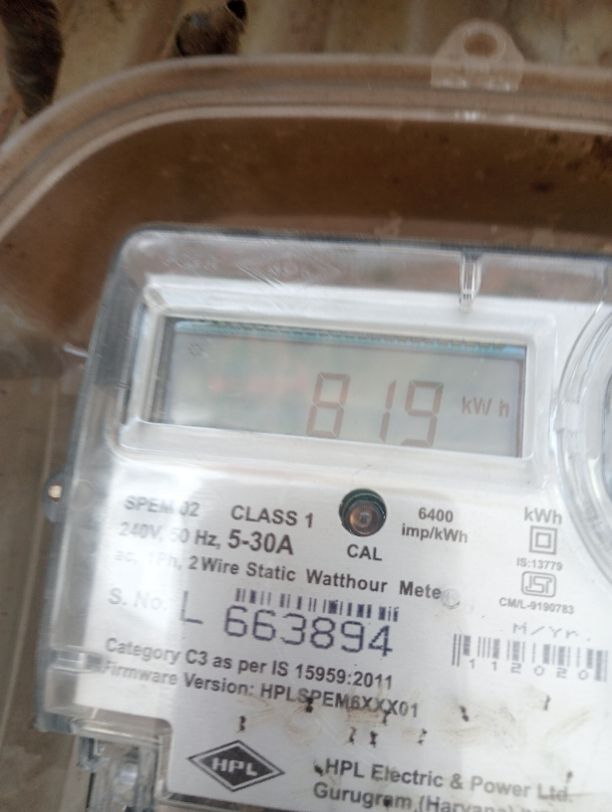 819 kW h
SPEM 02 CLASS 1
6400 imp/kWh
kWh
240V, 50 Hz, 5-30A
CAL
IS:13779
ISI
CM/L-9190783
ac, 1Ph, 2 Wire Static Watthour Mete
S. No. L 663894
M/Yr.
112020
Category C3 as per IS 15959:2011
Firmware Version: HPLSPEM6XXX01
HPL
HPL Electric & Power Ltd.
Gurugram,(Haryana